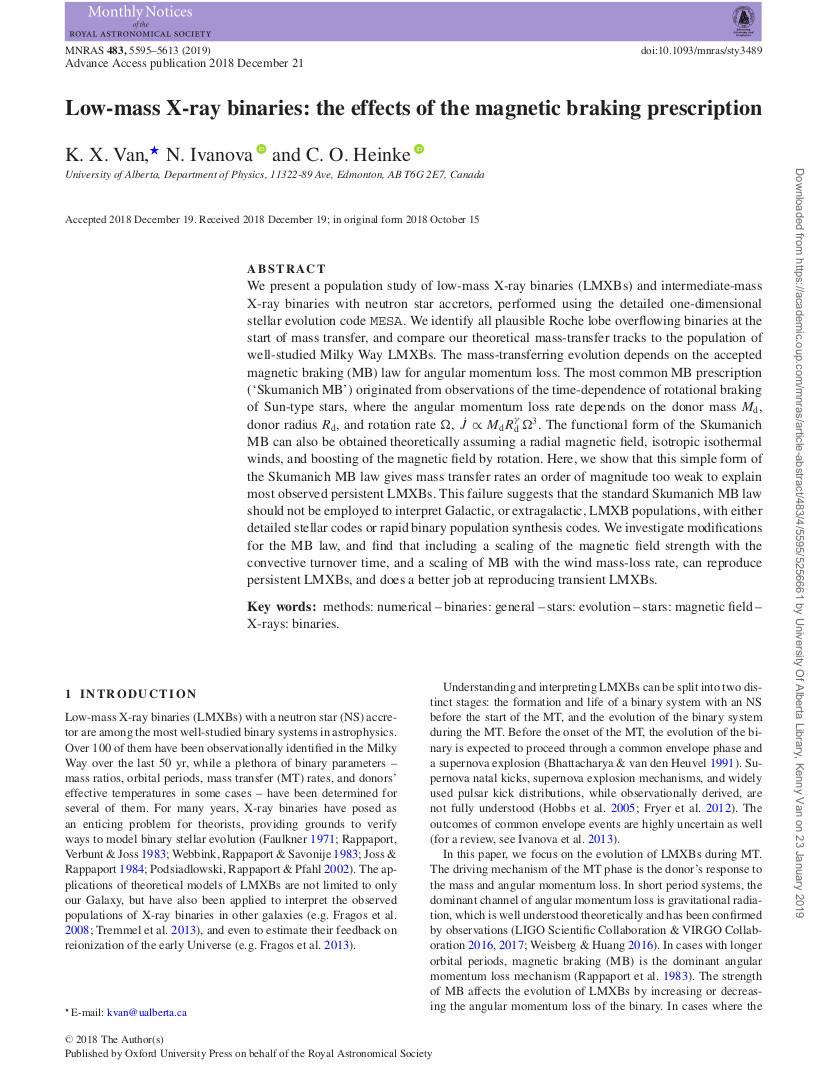 Monthly Notices
of the
ROYAL ASTRONOMICAL SOCIETY
MNRAS 483, 5595–5613 (2019)
doi:10.1093/mnras/sty3489
Advance Access publication 2018 December 21
Low-mass X-ray binaries: the effects of the magnetic braking prescription
K. X. Van,★ N. Ivanova and C. O. Heinke
University of Alberta, Department of Physics, 11322-89 Ave, Edmonton, AB T6G 2E7, Canada
Accepted 2018 December 19. Received 2018 December 19; in original form 2018 October 15
ABSTRACT
We present a population study of low-mass X-ray binaries (LMXBs) and intermediate-mass
X-ray binaries with neutron star accretors, performed using the detailed one-dimensional
stellar evolution code MESA. We identify all plausible Roche lobe overflowing binaries at the
start of mass transfer, and compare our theoretical mass-transfer tracks to the population of
well-studied Milky Way LMXBs. The mass-transferring evolution depends on the accepted
magnetic braking (MB) law for angular momentum loss. The most common MB prescription
(‘Skumanich MB’) originated from observations of the time-dependence of rotational braking
of Sun-type stars, where the angular momentum loss rate depends on the donor mass M_d,
donor radius R_d, and rotation rate Ω, J̇ ∝ M_d R_d^γ Ω³. The functional form of the Skumanich
MB can also be obtained theoretically assuming a radial magnetic field, isotropic isothermal
winds, and boosting of the magnetic field by rotation. Here, we show that this simple form of
the Skumanich MB law gives mass transfer rates an order of magnitude too weak to explain
most observed persistent LMXBs. This failure suggests that the standard Skumanich MB law
should not be employed to interpret Galactic, or extragalactic, LMXB populations, with either
detailed stellar codes or rapid binary population synthesis codes. We investigate modifications
for the MB law, and find that including a scaling of the magnetic field strength with the
convective turnover time, and a scaling of MB with the wind mass-loss rate, can reproduce
persistent LMXBs, and does a better job at reproducing transient LMXBs.
Key words: methods: numerical – binaries: general – stars: evolution – stars: magnetic field –
X-rays: binaries.
1 INTRODUCTION
Low-mass X-ray binaries (LMXBs) with a neutron star (NS) accre-
tor are among the most well-studied binary systems in astrophysics.
Over 100 of them have been observationally identified in the Milky
Way over the last 50 yr, while a plethora of binary parameters –
mass ratios, orbital periods, mass transfer (MT) rates, and donors’
effective temperatures in some cases – have been determined for
several of them. For many years, X-ray binaries have posed as
an enticing problem for theorists, providing grounds to verify
ways to model binary stellar evolution (Faulkner 1971; Rappaport,
Verbunt & Joss 1983; Webbink, Rappaport & Savonije 1983; Joss &
Rappaport 1984; Podsiadlowski, Rappaport & Pfahl 2002). The ap-
plications of theoretical models of LMXBs are not limited to only
our Galaxy, but have also been applied to interpret the observed
populations of X-ray binaries in other galaxies (e.g. Fragos et al.
2008; Tremmel et al. 2013), and even to estimate their feedback on
reionization of the early Universe (e.g. Fragos et al. 2013).
★ E-mail: kvan@ualberta.ca
Understanding and interpreting LMXBs can be split into two dis-
tinct stages: the formation and life of a binary system with an NS
before the start of the MT, and the evolution of the binary system
during the MT. Before the onset of the MT, the evolution of the bi-
nary is expected to proceed through a common envelope phase and
a supernova explosion (Bhattacharya & van den Heuvel 1991). Su-
pernova natal kicks, supernova explosion mechanisms, and widely
used pulsar kick distributions, while observationally derived, are
not fully understood (Hobbs et al. 2005; Fryer et al. 2012). The
outcomes of common envelope events are highly uncertain as well
(for a review, see Ivanova et al. 2013).
In this paper, we focus on the evolution of LMXBs during MT.
The driving mechanism of the MT phase is the donor’s response to
the mass and angular momentum loss. In short period systems, the
dominant channel of angular momentum loss is gravitational radia-
tion, which is well understood theoretically and has been confirmed
by observations (LIGO Scientific Collaboration & VIRGO Collab-
oration 2016, 2017; Weisberg & Huang 2016). In cases with longer
orbital periods, magnetic braking (MB) is the dominant angular
momentum loss mechanism (Rappaport et al. 1983). The strength
of MB affects the evolution of LMXBs by increasing or decreas-
ing the angular momentum loss of the binary. In cases where the
© 2018 The Author(s)
Published by Oxford University Press on behalf of the Royal Astronomical Society
Downloaded from https://academic.oup.com/mnras/article-abstract/483/4/5595/5256661 by University Of Alberta Library, Kenny Van on 23 January 2019